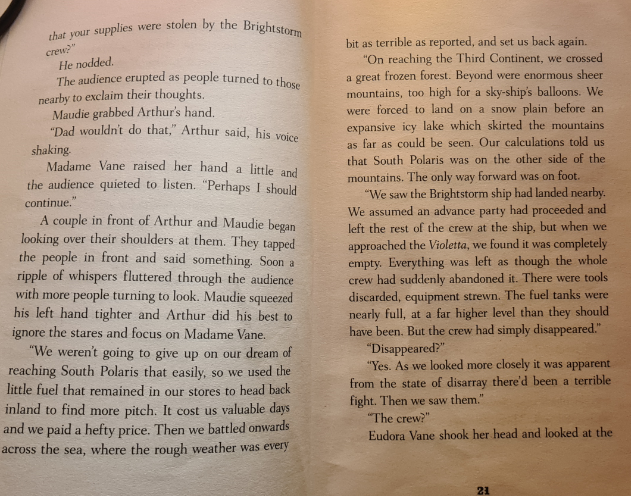 that your supplies were stolen by the Brightstorm
crew?"
He nodded.
The audience erupted as people turned to those
nearby to exclaim their thoughts.
Maudie grabbed Arthur's hand.
"Dad wouldn't do that," Arthur said, his voice
shaking.
Madame Vane raised her hand a little and
the audience quieted to listen. "Perhaps I should
continue."
A couple in front of Arthur and Maudie began
looking over their shoulders at them. They tapped
the people in front and said something. Soon a
ripple of whispers fluttered through the audience
with more people turning to look. Maudie squeezed
his left hand tighter and Arthur did his best to
ignore the stares and focus on Madame Vane.
"We weren't going to give up on our dream of
reaching South Polaris that easily, so we used the
little fuel that remained in our stores to head back
inland to find more pitch. It cost us valuable days
and we paid a hefty price. Then we battled onwards
across the sea, where the rough weather was every
bit as terrible as reported, and set us back again.
"On reaching the Third Continent, we crossed
a great frozen forest. Beyond were enormous sheer
mountains, too high for a sky-ship's balloons. We
were forced to land on a snow plain before an
expansive icy lake which skirted the mountains
as far as could be seen. Our calculations told us
that South Polaris was on the other side of the
mountains. The only way forward was on foot.
"We saw the Brightstorm ship had landed nearby.
We assumed an advance party had proceeded and
left the rest of the crew at the ship, but when we
approached the Violetta, we found it was completely
empty. Everything was left as though the whole
crew had suddenly abandoned it. There were tools
discarded, equipment strewn. The fuel tanks were
nearly full, at a far higher level than they should
have been. But the crew had simply disappeared."
"Disappeared?"
"Yes. As we looked more closely it was apparent
from the state of disarray there'd been a terrible
fight. Then we saw them."
"The crew?"
Eudora Vane shook her head and looked at the
21